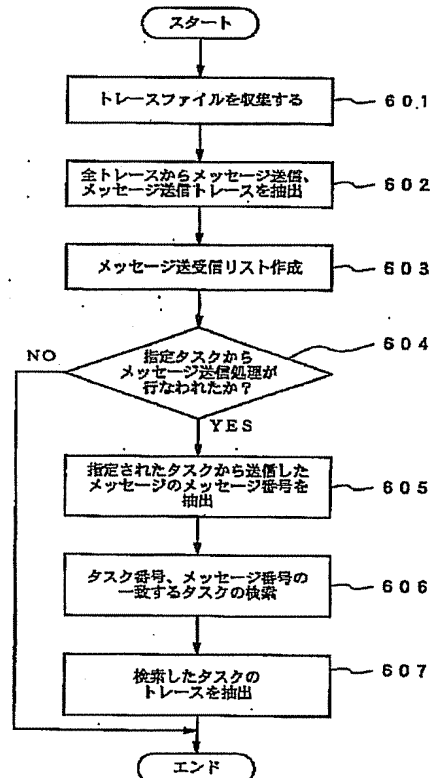 スタート
トレースファイルを収集する
601
全トレースからメッセージ送信、
メッセージ送信トレースを抽出
602
メッセージ送受信リスト作成
603
指定タスクから
メッセージ送信処理が
行なわれたか？
604
NO
YES
指定されたタスクから送信した
メッセージのメッセージ番号を
抽出
605
タスク番号、メッセージ番号の
一致するタスクの検索
606
検索したタスクの
トレースを抽出
607
エンド